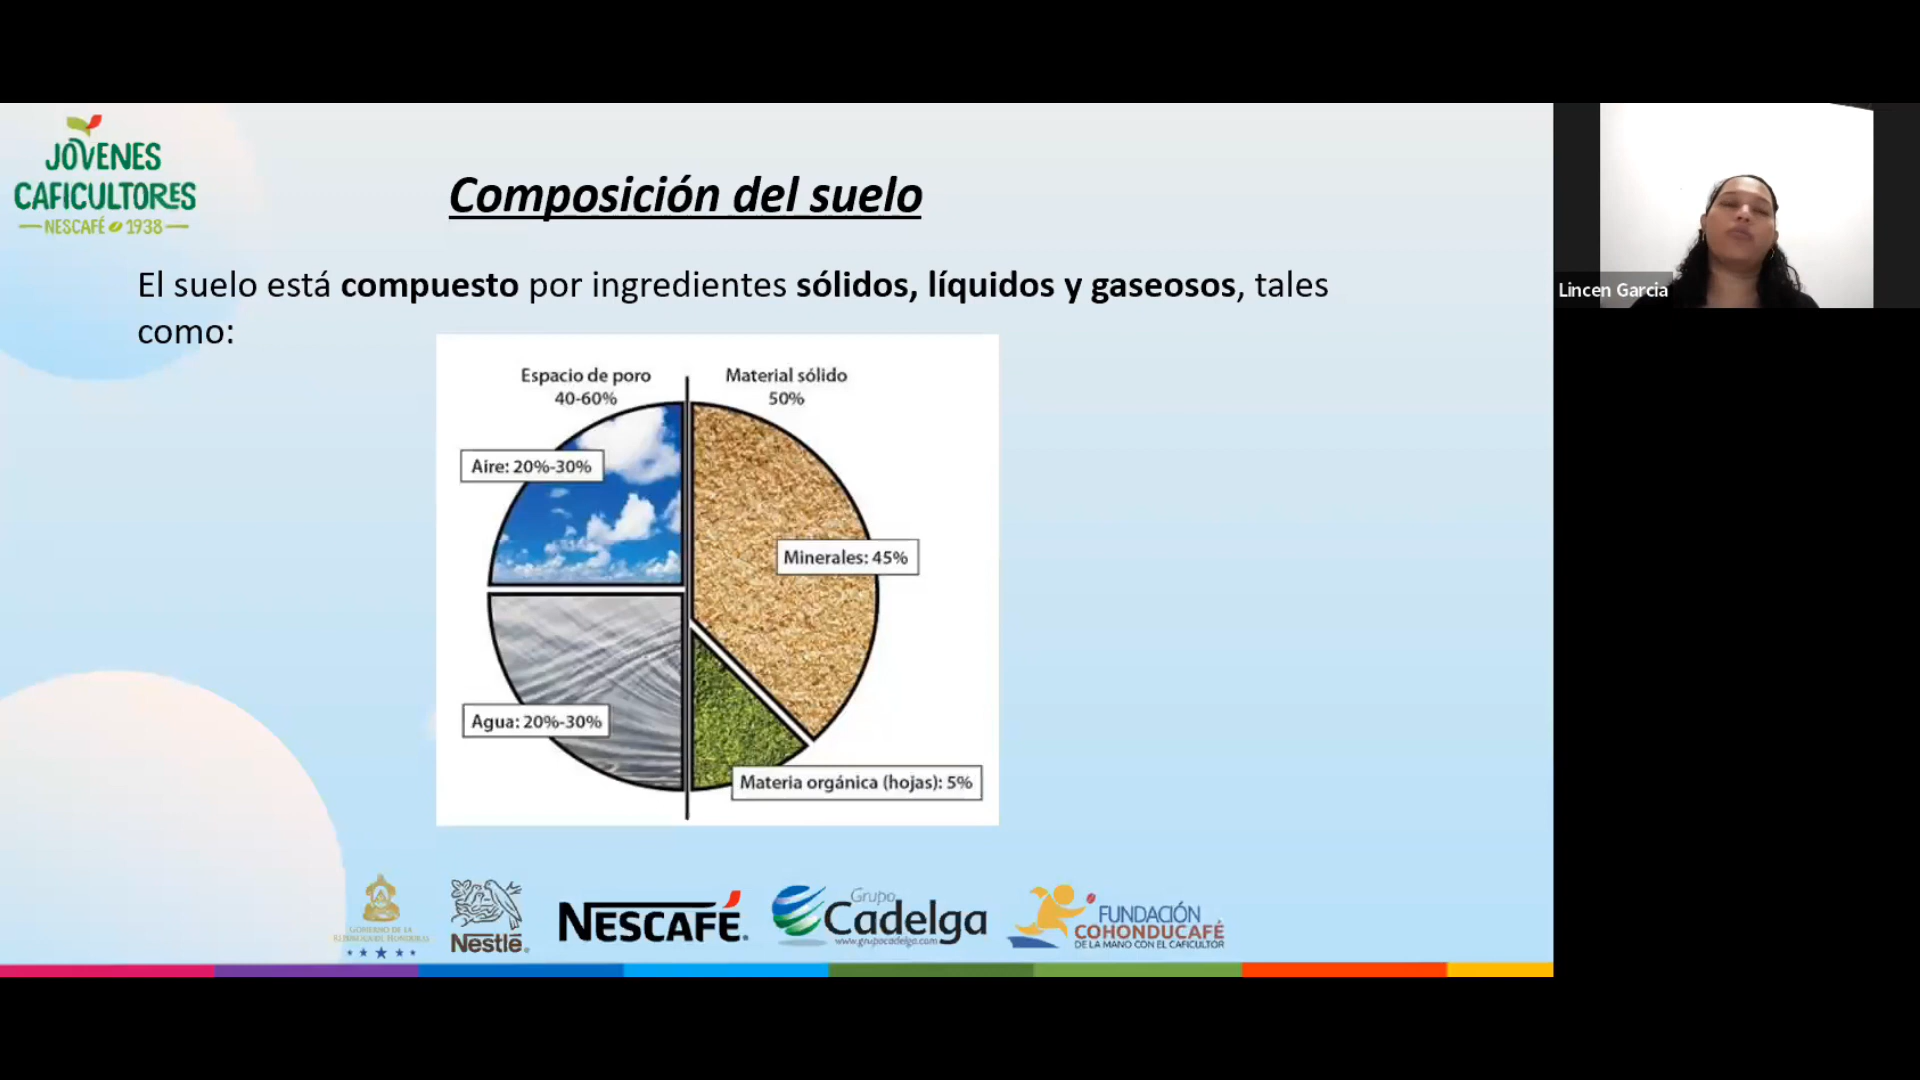 JÓVENES
CAFICULTORES
NESCAFÉ 1938
Composición del suelo
El suelo está compuesto por ingredientes sólidos, líquidos y gaseosos, tales
como:
Espacio de poro
40-60%
Material sólido
50%
Aire: 20%-30%
Minerales: 45%
Agua: 20%-30%
Materia orgánica (hojas): 5%
GOBIERNO DE LA
REPÚBLICA DE HONDURAS
Nestlé
NESCAFÉ
Grupo
Cadelga
www.grupocadelga.com
FUNDACIÓN
COHONDUCAFÉ
DE LA MANO CON EL CAFICULTOR
Lincen Garcia